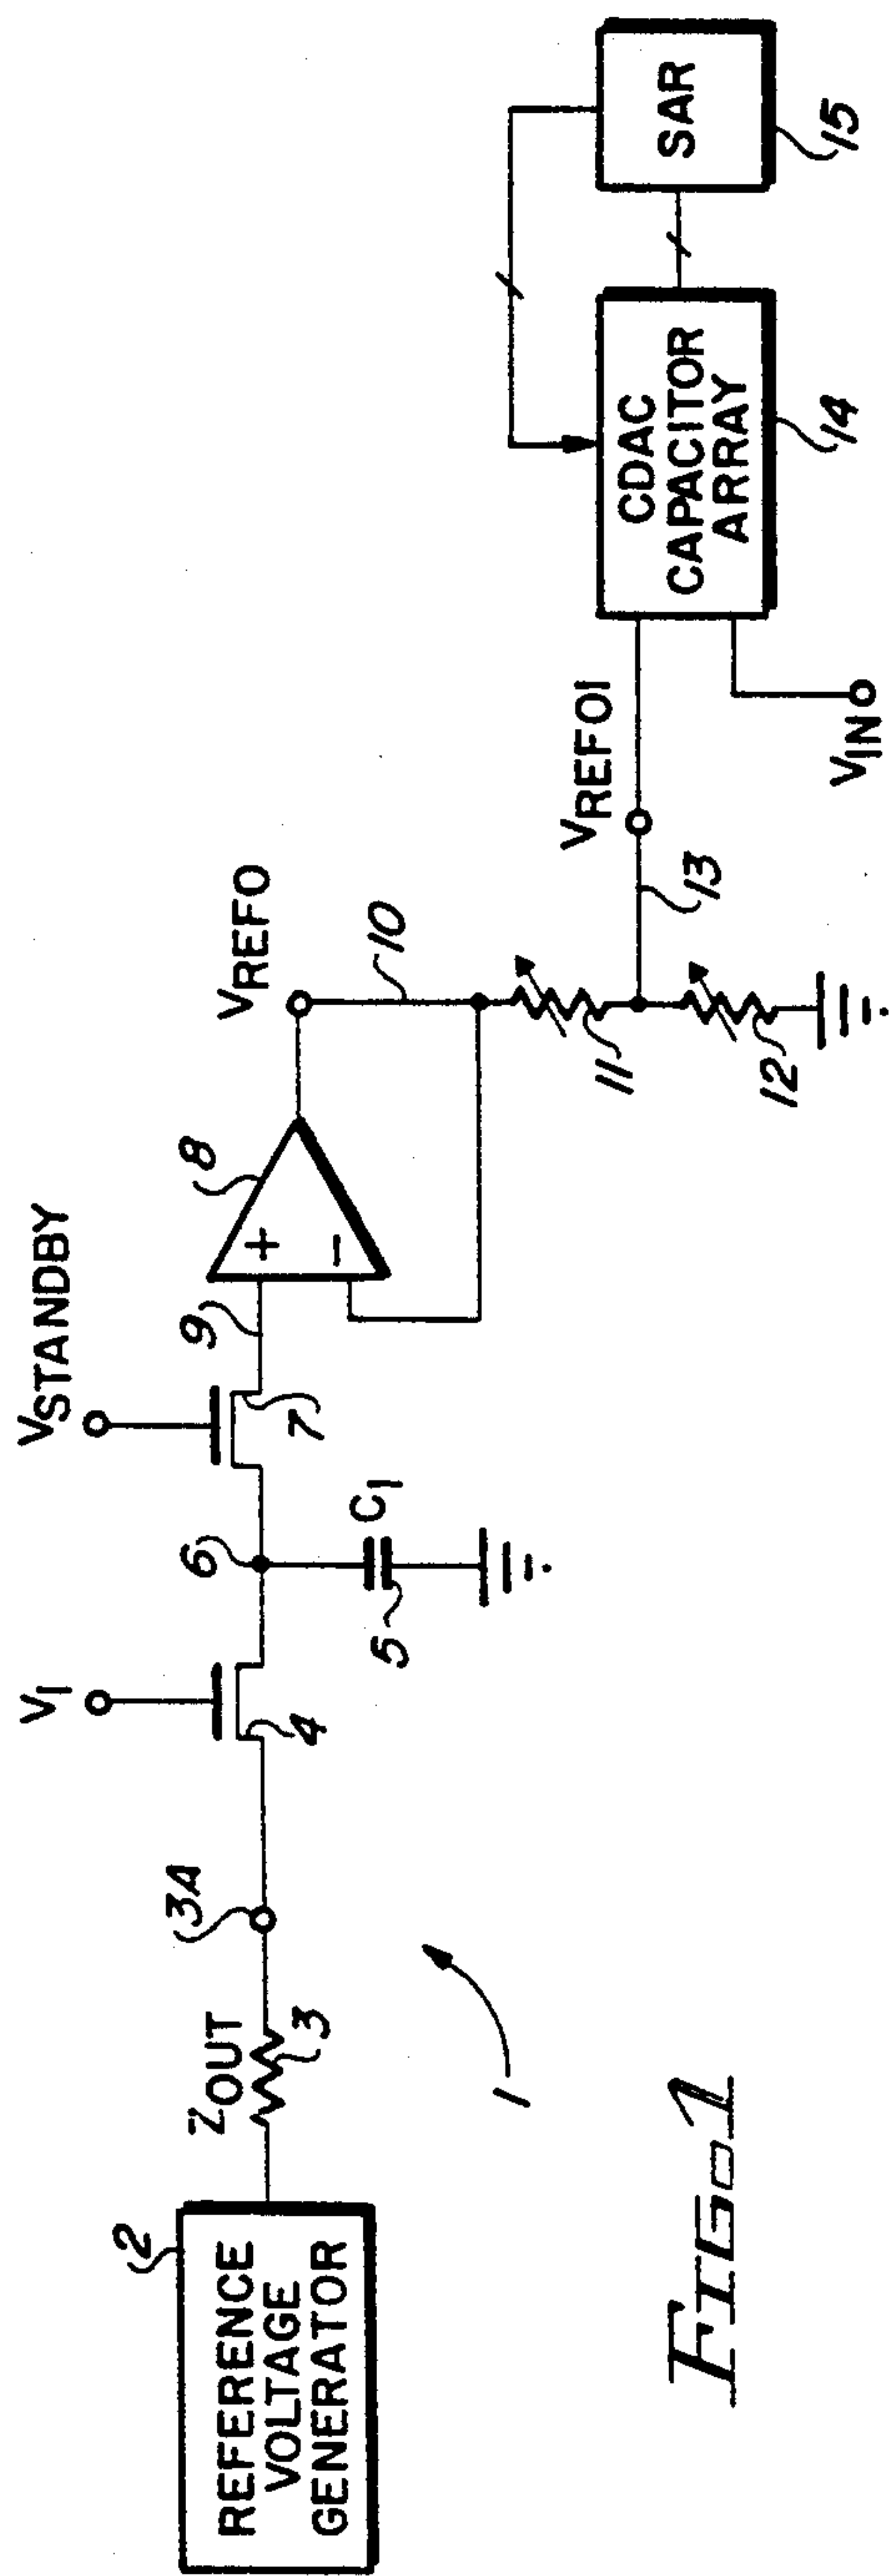 REFERENCE
VOLTAGE
GENERATOR
2
ZOUT
3
3A
V1
4
6
5
C1
VSTANDBY
7
9
8
+
-
VREFO
10
11
12
13
VREFO1
VIN
CDAC
CAPACITOR
ARRAY
14
SAR
15
1
FIG. 1